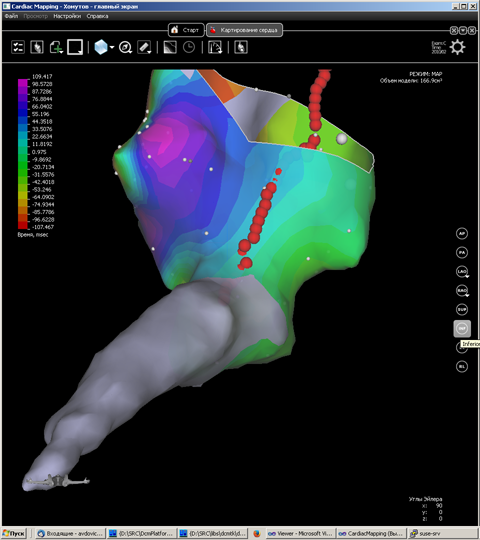 Cardiac Mapping - Хомутов - главный экран
Файл Просмотр Настройки Справка
Старт
Картирование сердца
109.417
98.5728
87.7286
76.8844
66.0402
55.196
44.3518
33.5076
22.6634
11.8192
0.975
-9.8692
-20.7134
-31.5576
-42.4018
-53.246
-64.0902
-74.9344
-85.7786
-96.6228
-107.467
Время, msec
РЕЖИМ: MAP
Объем модели: 166.9см³
AP
PA
LAO
RAO
SUP
INF
Inferior
RL
Углы Эйлера
x: 90
y: 0
z: 0
Пуск
Входящие - avdovic...
(D:\SRC\DcmPlatfor...
(D:\SRC\libs\dcmtk\d...
Viewer - Microsoft Vi...
CardiacMapping (Вы...
suse-srv